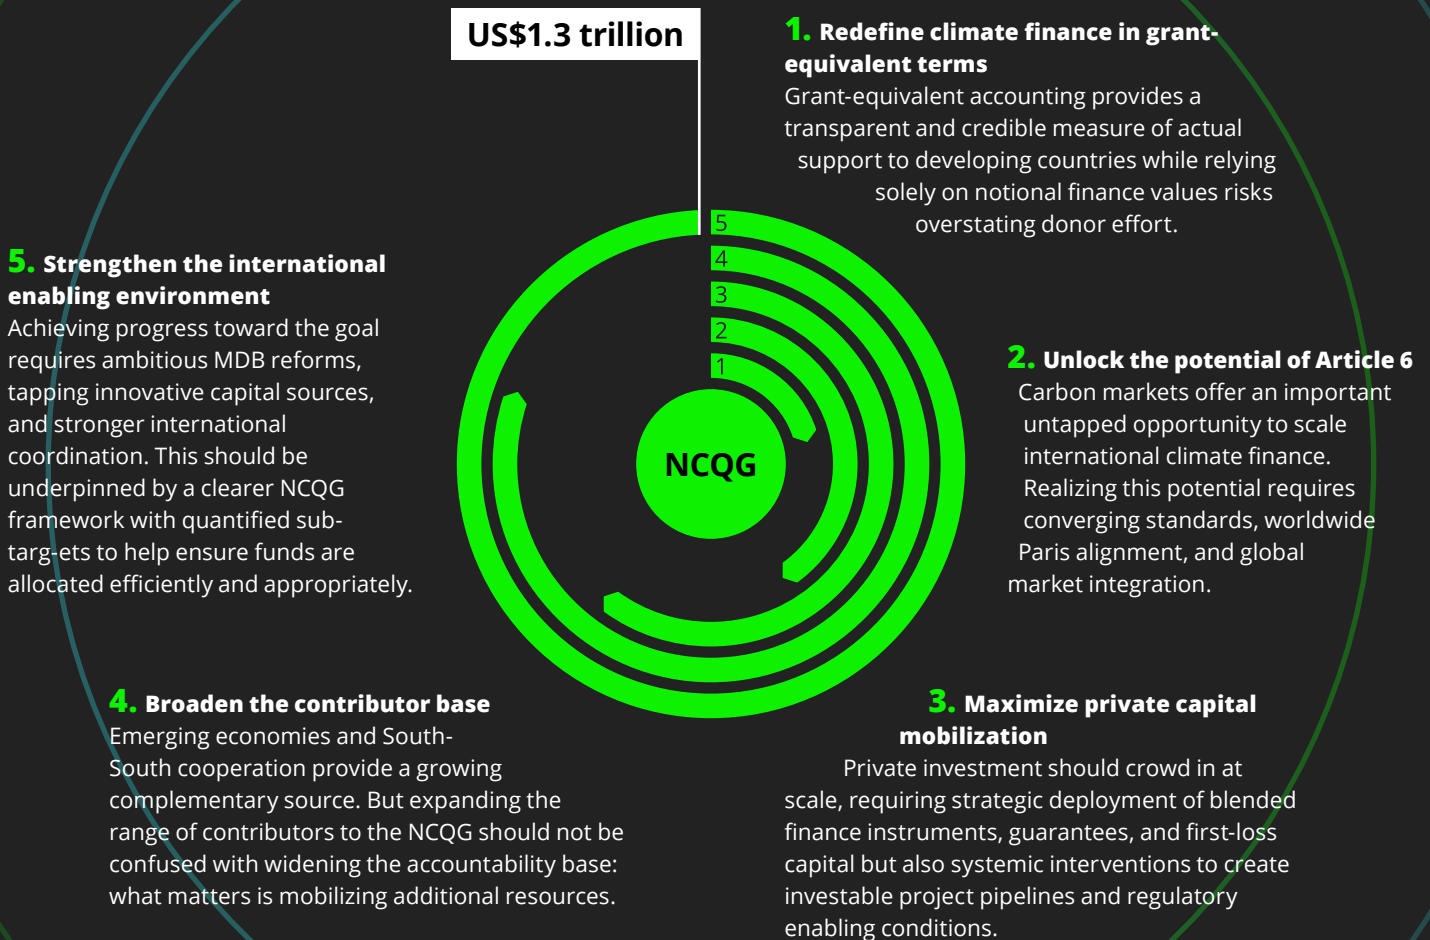 US$1.3 trillion
1. Redefine climate finance in grant-
equivalent terms
Grant-equivalent accounting provides a
transparent and credible measure of actual
support to developing countries while relying
solely on notional finance values risks
overstating donor effort.
5
4
3
2
1
NCQG
2. Unlock the potential of Article 6
Carbon markets offer an important
untapped opportunity to scale
international climate finance.
Realizing this potential requires
converging standards, worldwide
Paris alignment, and global
market integration.
3. Maximize private capital
mobilization
Private investment should crowd in at
scale, requiring strategic deployment of blended
finance instruments, guarantees, and first-loss
capital but also systemic interventions to create
investable project pipelines and regulatory
enabling conditions.
4. Broaden the contributor base
Emerging economies and South-
South cooperation provide a growing
complementary source. But expanding the
range of contributors to the NCQG should not be
confused with widening the accountability base:
what matters is mobilizing additional resources.
5. Strengthen the international
enabling environment
Achieving progress toward the goal
requires ambitious MDB reforms,
tapping innovative capital sources,
and stronger international
coordination. This should be
underpinned by a clearer NCQG
framework with quantified sub-
targ-ets to help ensure funds are
allocated efficiently and appropriately.